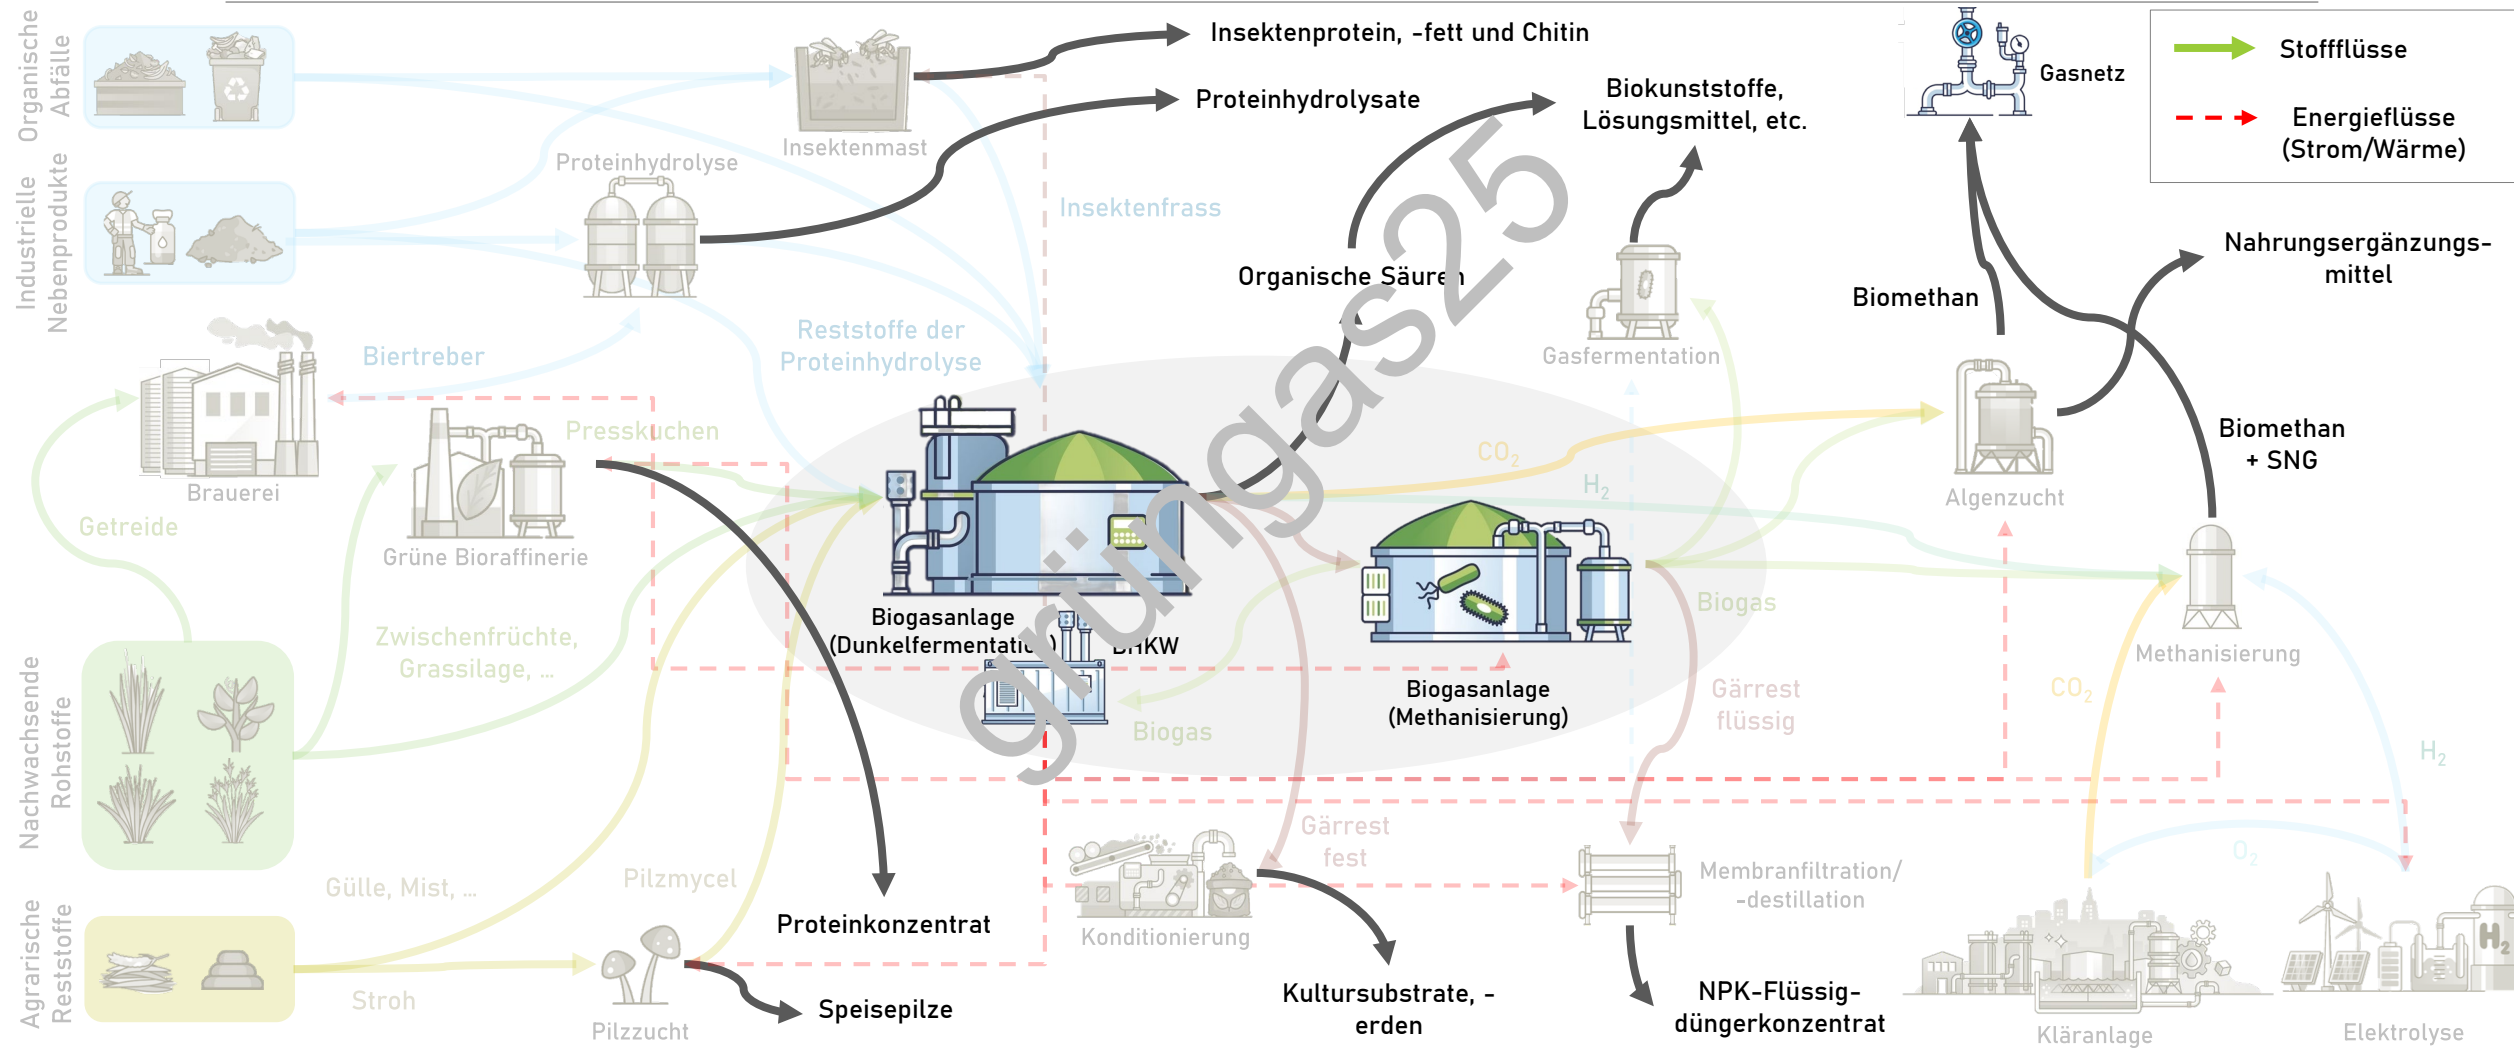 Organische
Abfälle
Industrielle
Nebenprodukte
Nachwachsende
Rohstoffe
Agrarische
Reststoffe
Insektenprotein, -fett und Chitin
Proteinhydrolysate
Biokunststoffe,
Lösungsmittel, etc.
Gasnetz
Stoffflüsse
Energieflüsse
(Strom/Wärme)
Insektenmast
Proteinhydrolyse
Insektenfrass
Organische Säuren
Nahrungsergänzungs-
mittel
Biomethan
Reststoffe der
Proteinhydrolyse
Biertreber
Gasfermentation
Presskuchen
Brauerei
Biomethan
+ SNG
CO₂
H₂
Algenzucht
Getreide
Grüne Bioraffinerie
Biogasanlage
(Dunkelfermentation)
BHKW
Biogas
Zwischenfrüchte,
Grassilage, ...
Methanisierung
Biogasanlage
(Methanisierung)
Gärrest
flüssig
CO₂
Biogas
H₂
Gärrest
fest
O₂
Gülle, Mist, ...
Pilzmycel
Membranfiltration/
-destillation
Proteinkonzentrat
Konditionierung
H₂
Stroh
Speisepilze
Pilzzucht
Kultursubstrate, -
erden
NPK-Flüssig-
düngerkonzentrat
Kläranlage
Elektrolyse
grüngas25